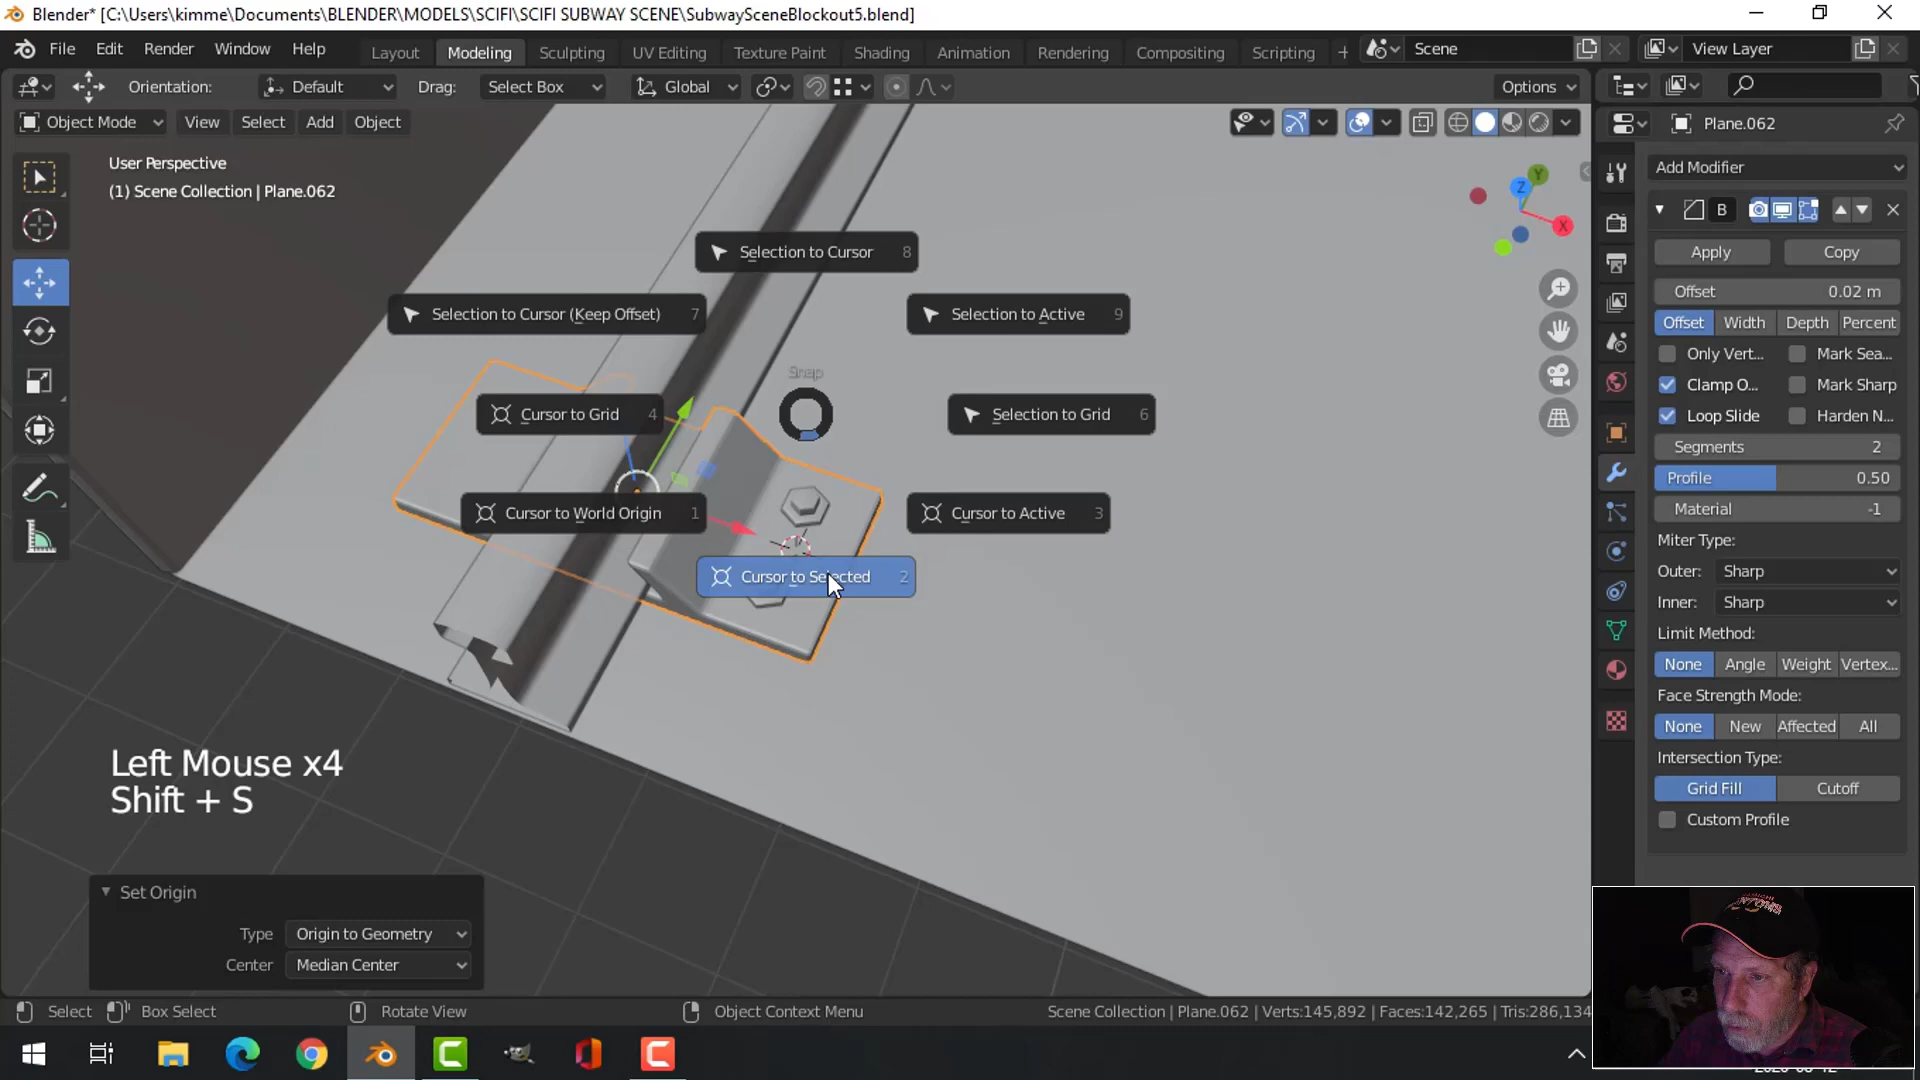 Blender* [C:\Users\kimme\Documents\BLENDER\MODELS\SCIFI\SCIFI SUBWAY SCENE\SubwaySceneBlockout5.blend]
File Edit Render Window Help
Layout Modeling Sculpting UV Editing Texture Paint Shading Animation Rendering Compositing Scripting +
Scene
View Layer
Orientation: Default Drag: Select Box Global Options
Object Mode View Select Add Object
User Perspective
(1) Scene Collection | Plane.062
Selection to Cursor 8
Selection to Cursor (Keep Offset) 7
Selection to Active 9
Snap
Cursor to Grid 4
Selection to Grid 6
Cursor to World Origin 1
Cursor to Active 3
Cursor to Selected 2
Y
Z
X
Left Mouse x4
Shift + S
Set Origin
Type Origin to Geometry
Center Median Center
Plane.062
Add Modifier
B
Apply Copy
Offset 0.02 m
Offset Width Depth Percent
Only Vert... Mark Sea...
Clamp O... Mark Sharp
Loop Slide Harden N...
Segments 2
Profile 0.50
Material -1
Miter Type:
Outer: Sharp
Inner: Sharp
Limit Method:
None Angle Weight Vertex...
Face Strength Mode:
None New Affected All
Intersection Type:
Grid Fill Cutoff
Custom Profile
Select Box Select Rotate View Object Context Menu
Scene Collection | Plane.062 | Verts:145,892 | Faces:142,265 | Tris:286,134